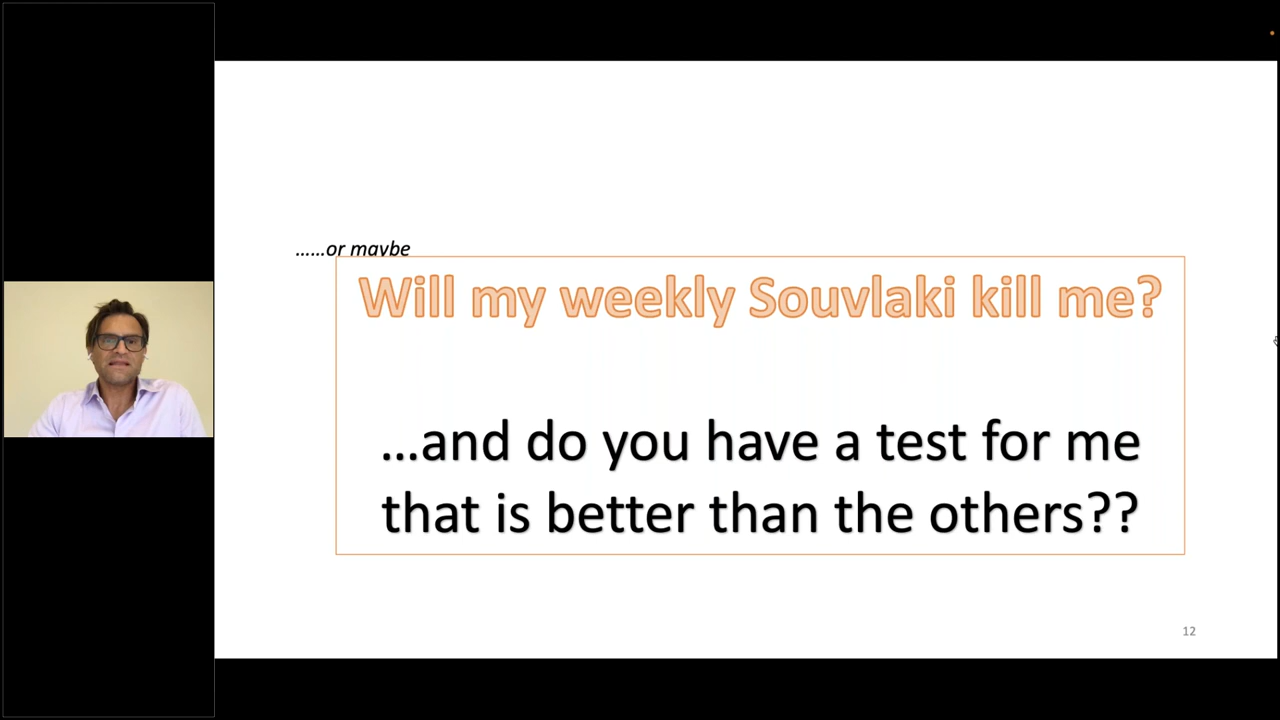 ......or maybe
Will my weekly Souvlaki kill me?
...and do you have a test for me
that is better than the others??
12